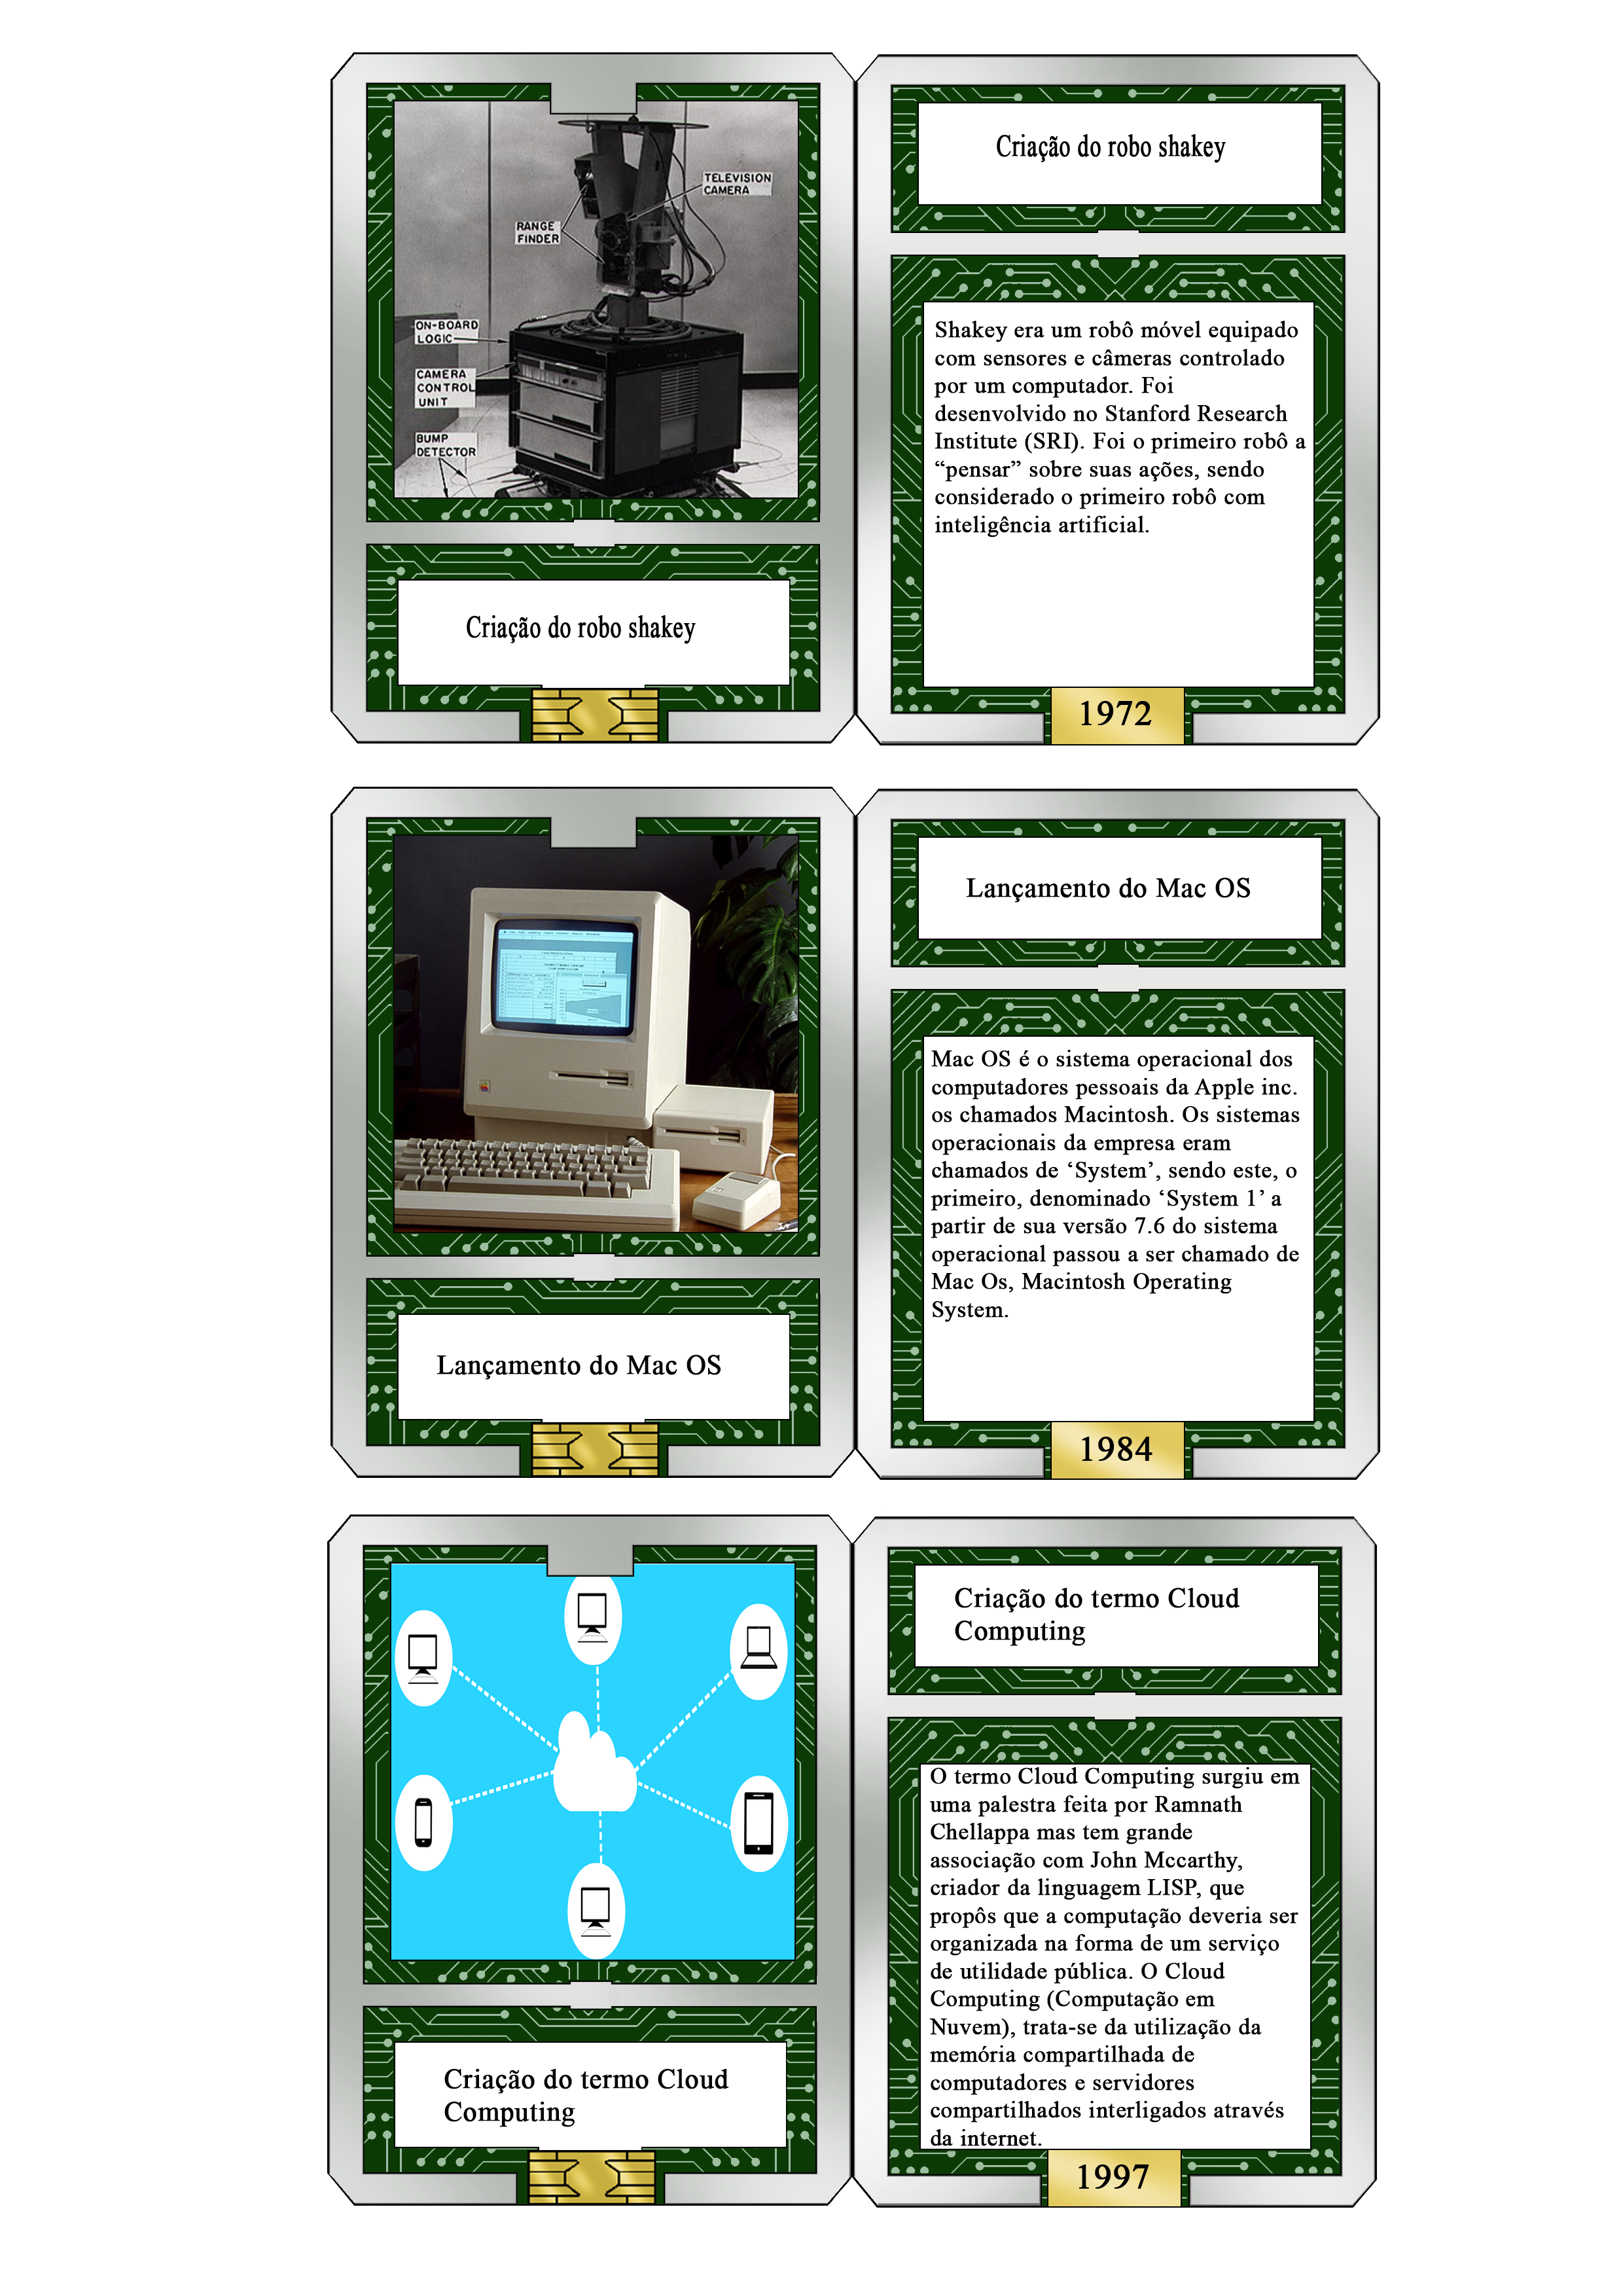 TELEVISION
CAMERA
RANGE
FINDER
ON-BOARD
LOGIC
CAMERA
CONTROL
UNIT
BUMP
DETECTOR
Criação do robo shakey
Criação do robo shakey
Shakey era um robô móvel equipado
com sensores e câmeras controlado
por um computador. Foi
desenvolvido no Stanford Research
Institute (SRI). Foi o primeiro robô a
“pensar” sobre suas ações, sendo
considerado o primeiro robô com
inteligência artificial.
1972
Lançamento do Mac OS
Lançamento do Mac OS
Mac OS é o sistema operacional dos
computadores pessoais da Apple inc.
os chamados Macintosh. Os sistemas
operacionais da empresa eram
chamados de ‘System’, sendo este, o
primeiro, denominado ‘System 1’ a
partir de sua versão 7.6 do sistema
operacional passou a ser chamado de
Mac Os, Macintosh Operating
System.
1984
Criação do termo Cloud
Computing
Criação do termo Cloud
Computing
O termo Cloud Computing surgiu em
uma palestra feita por Ramnath
Chellappa mas tem grande
associação com John Mccarthy,
criador da linguagem LISP, que
propôs que a computação deveria ser
organizada na forma de um serviço
de utilidade pública. O Cloud
Computing (Computação em
Nuvem), trata-se da utilização da
memória compartilhada de
computadores e servidores
compartilhados interligados através
da internet.
1997